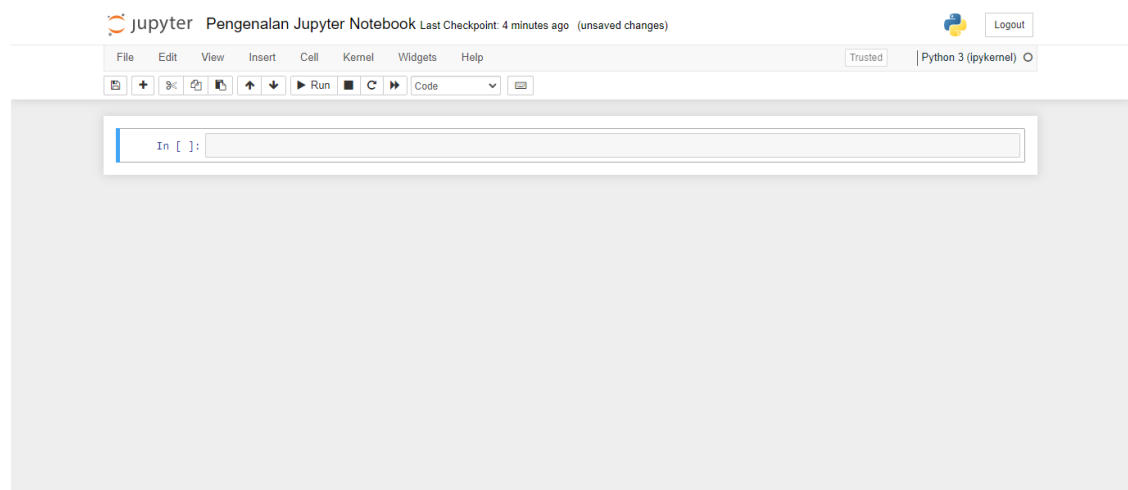 jupyter Pengenalan Jupyter Notebook Last Checkpoint: 4 minutes ago (unsaved changes) Logout
File Edit View Insert Cell Kernel Widgets Help Trusted Python 3 (ipykernel)
Run Code
In [ ]: